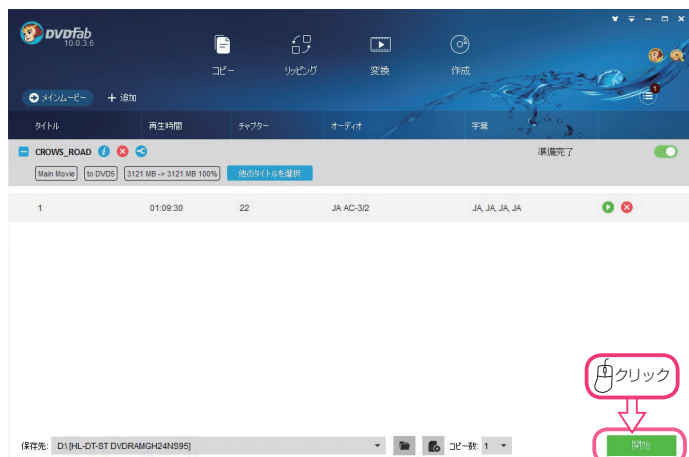 DVDFab
10.0.3.6
コピー リッピング 変換 作成
メインムービー + 追加
1
タイトル 再生時間 チャプター オーディオ 字幕
CROWS_ROAD 準備完了
Main Movie to DVD5 3121 MB -> 3121 MB 100% 他のタイトルを選択
1 01:09:30 22 JA AC-3/2 JA, JA, JA, JA
クリック
保存先: D:\ [HL-DT-ST DVDRAMGH24NS95] コピー数: 1 開始